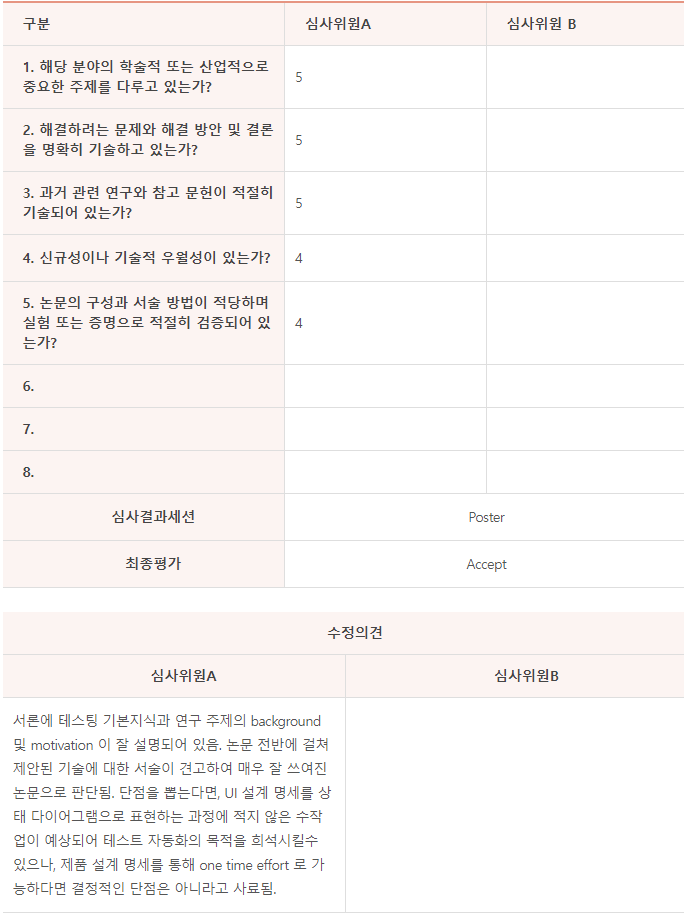 구분 심사위원A 심사위원 B
1. 해당 분야의 학술적 또는 산업적으로
중요한 주제를 다루고 있는가?
5
2. 해결하려는 문제와 해결 방안 및 결론
을 명확히 기술하고 있는가?
5
3. 과거 관련 연구와 참고 문헌이 적절히
기술되어 있는가?
5
4. 신규성이나 기술적 우월성이 있는가? 4
5. 논문의 구성과 서술 방법이 적당하며
실험 또는 증명으로 적절히 검증되어 있
는가?
4
6.
7.
8.
심사결과세션 Poster
최종평가 Accept
수정의견
심사위원A 심사위원B
서론에 테스팅 기본지식과 연구 주제의 background
및 motivation 이 잘 설명되어 있음. 논문 전반에 걸쳐
제안된 기술에 대한 서술이 견고하여 매우 잘 쓰여진
논문으로 판단됨. 단점을 뽑는다면, UI 설계 명세를 상
태 다이어그램으로 표현하는 과정에 적지 않은 수작
업이 예상되어 테스트 자동화의 목적을 희석시킬수
있으나, 제품 설계 명세를 통해 one time effort 로 가
능하다면 결정적인 단점은 아니라고 사료됨.